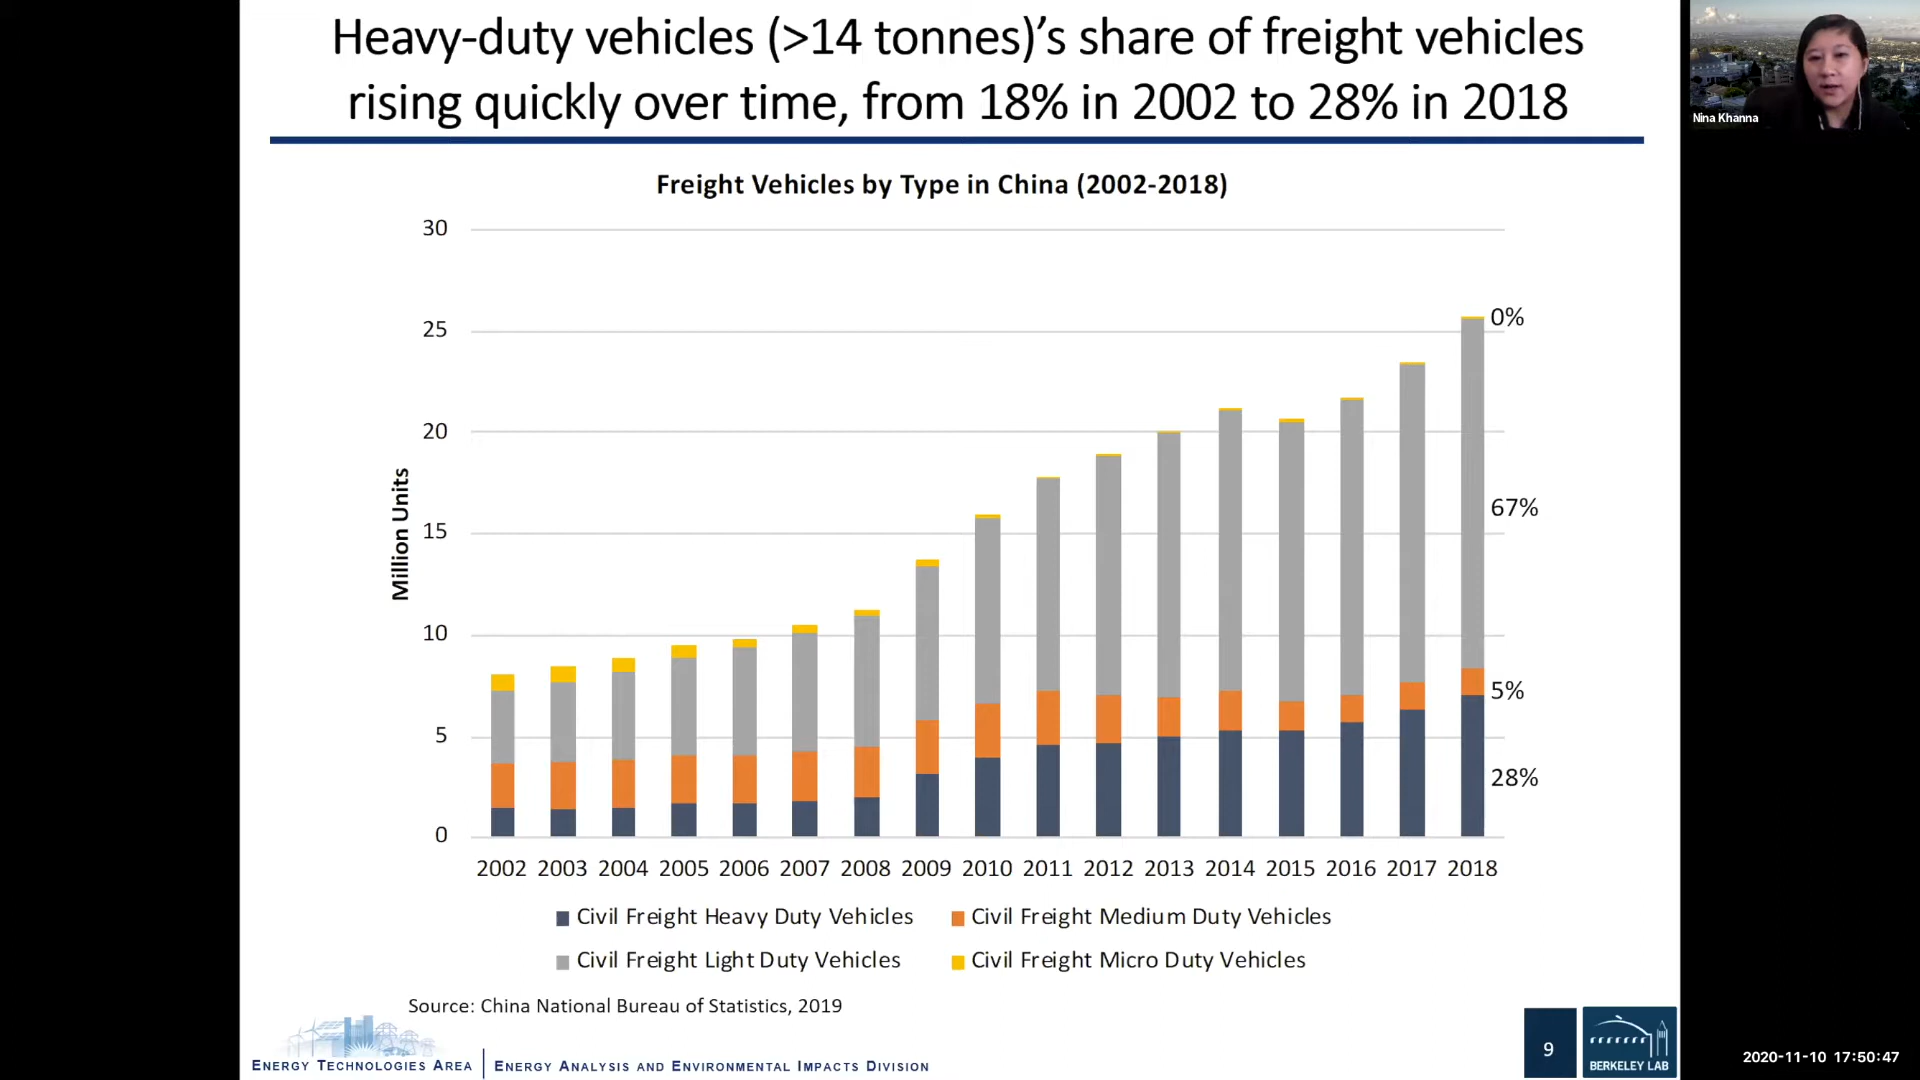 Heavy-duty vehicles (>14 tonnes)’s share of freight vehicles
rising quickly over time, from 18% in 2002 to 28% in 2018
Nina Khanna
Freight Vehicles by Type in China (2002-2018)
Million Units
30
25
20
15
10
5
0
0%
67%
5%
28%
2002 2003 2004 2005 2006 2007 2008 2009 2010 2011 2012 2013 2014 2015 2016 2017 2018
Civil Freight Heavy Duty Vehicles
Civil Freight Medium Duty Vehicles
Civil Freight Light Duty Vehicles
Civil Freight Micro Duty Vehicles
Source: China National Bureau of Statistics, 2019
ENERGY TECHNOLOGIES AREA
ENERGY ANALYSIS AND ENVIRONMENTAL IMPACTS DIVISION
9
BERKELEY LAB
2020-11-10 17:50:47